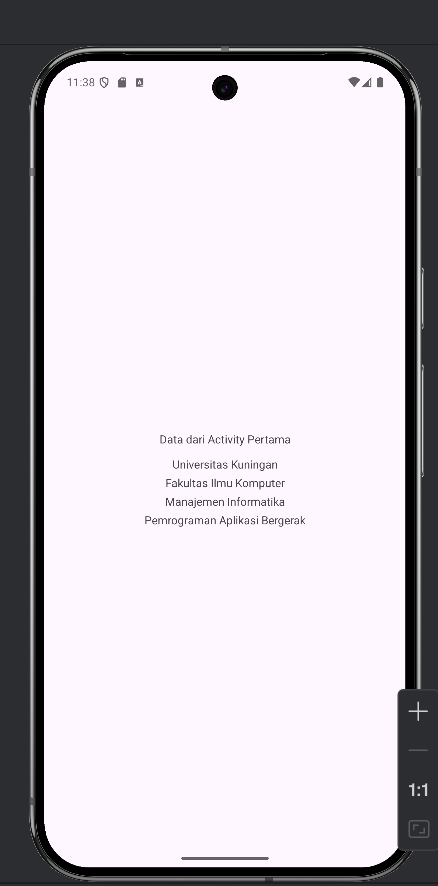 11:38
Data dari Activity Pertama
Universitas Kuningan
Fakultas Ilmu Komputer
Manajemen Informatika
Pemrograman Aplikasi Bergerak
1:1